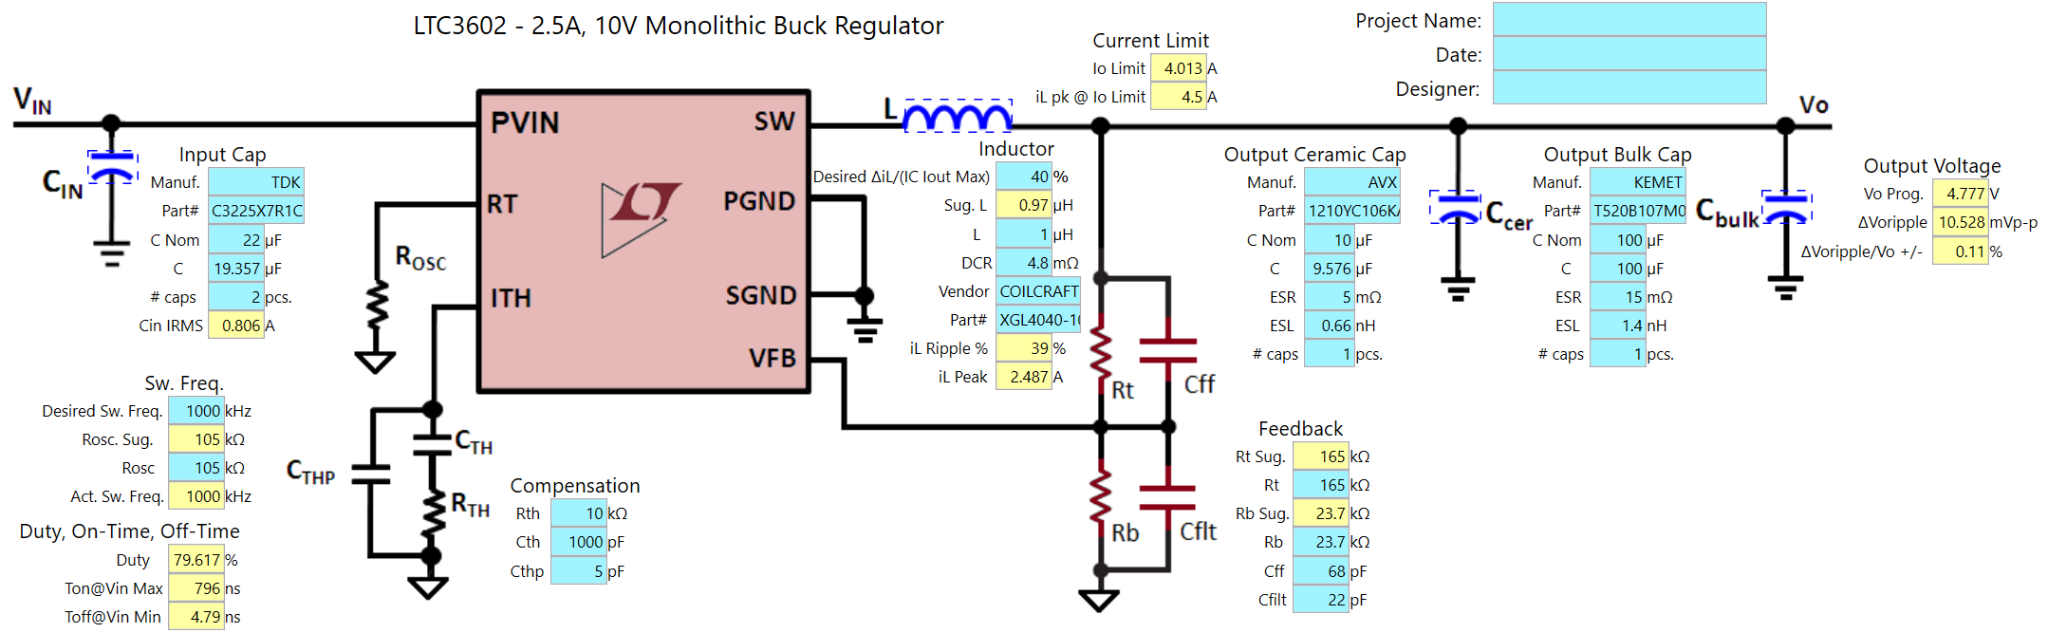 LTC3602 - 2.5A, 10V Monolithic Buck Regulator
Project Name:
Date:
Designer:
Current Limit
Io Limit 4.013 A
iL pk @ Io Limit 4.5 A
VIN
PVIN
SW
L
Vo
CIN
Input Cap
Manuf. TDK
Part# C3225X7R1C
C Nom 22 µF
C 19.357 µF
# caps 2 pcs.
Cin IRMS 0.806 A
RT
PGND
ROSC
ITH
SGND
VFB
Inductor
Desired ΔiL/(IC Iout Max) 40 %
Sug. L 0.97 µH
L 1 µH
DCR 4.8 mΩ
Vendor COILCRAFT
Part# XGL4040-10
iL Ripple % 39 %
iL Peak 2.487 A
Output Ceramic Cap
Manuf. AVX
Part# 1210YC106KA
C Nom 10 µF
C 9.576 µF
ESR 5 mΩ
ESL 0.66 nH
# caps 1 pcs.
Ccer
Output Bulk Cap
Manuf. KEMET
Part# T520B107M0
C Nom 100 µF
C 100 µF
ESR 15 mΩ
ESL 1.4 nH
# caps 1 pcs.
Cbulk
Output Voltage
Vo Prog. 4.777 V
ΔVoripple 10.528 mVp-p
ΔVoripple/Vo +/- 0.11 %
Rt
Cff
Rb
Cflt
Sw. Freq.
Desired Sw. Freq. 1000 kHz
Rosc. Sug. 105 kΩ
Rosc 105 kΩ
Act. Sw. Freq. 1000 kHz
Duty, On-Time, Off-Time
Duty 79.617 %
Ton@Vin Max 796 ns
Toff@Vin Min 4.79 ns
CTHP
CTH
RTH
Compensation
Rth 10 kΩ
Cth 1000 pF
Cthp 5 pF
Feedback
Rt Sug. 165 kΩ
Rt 165 kΩ
Rb Sug. 23.7 kΩ
Rb 23.7 kΩ
Cff 68 pF
Cfilt 22 pF